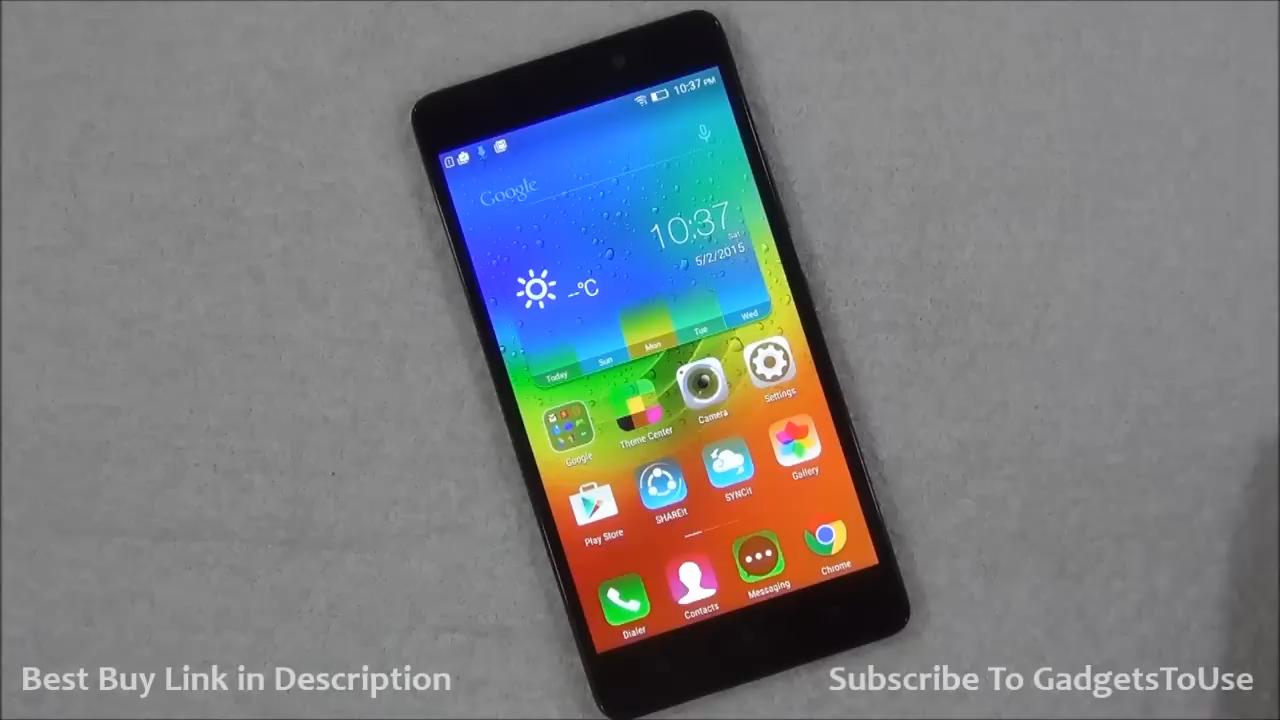 10:37 PM
Google
10:37
Sat
5/2/2015
--°C
Today Sun Mon Tue Wed
Google Theme Center Camera Settings
Play Store SHAREit SYNCit Gallery
Dialer Contacts Messaging Chrome
Best Buy Link in Description
Subscribe To GadgetsToUse